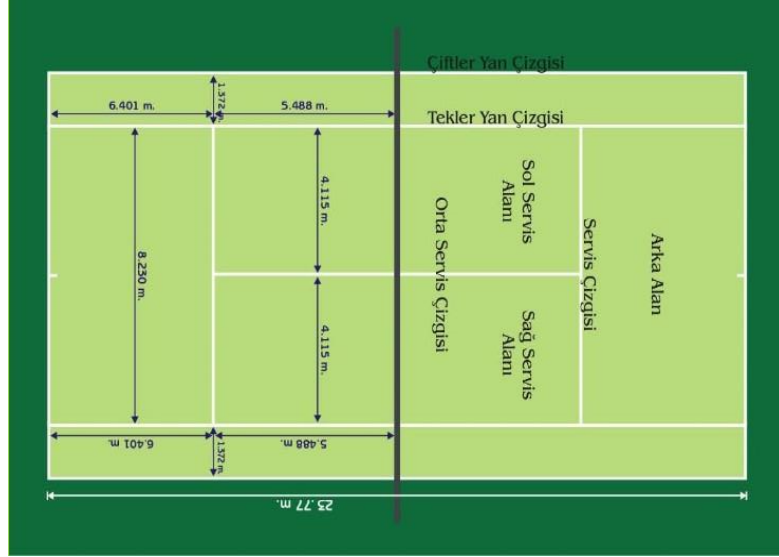 Çiftler Yan Çizgisi
6.401 m.
1.372 m.
5.488 m.
Tekler Yan Çizgisi
4.115 m.
8.230 m.
4.115 m.
Orta Servis Çizgisi
Sol Servis
Alanı
Sağ Servis
Alanı
Servis Çizgisi
Arka Alan
6.401 m.
5.488 m.
1.372 m.
23.77 m.